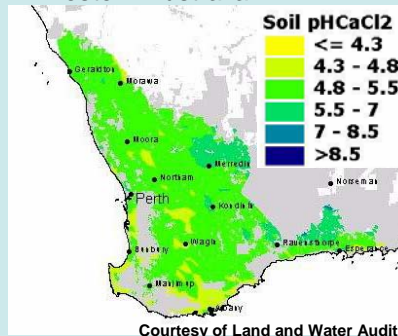 Soil pHCaCl2
<= 4.3
4.3 - 4.8
4.8 - 5.5
5.5 - 7
7 - 8.5
>8.5
Geraldton
Morawa
Moora
Merredin
Northam
Norseman
Perth
Kondinin
Wagin
Bunbury
Ravensthorpe
Esperance
Manjimup
Albany
Courtesy of Land and Water Audit